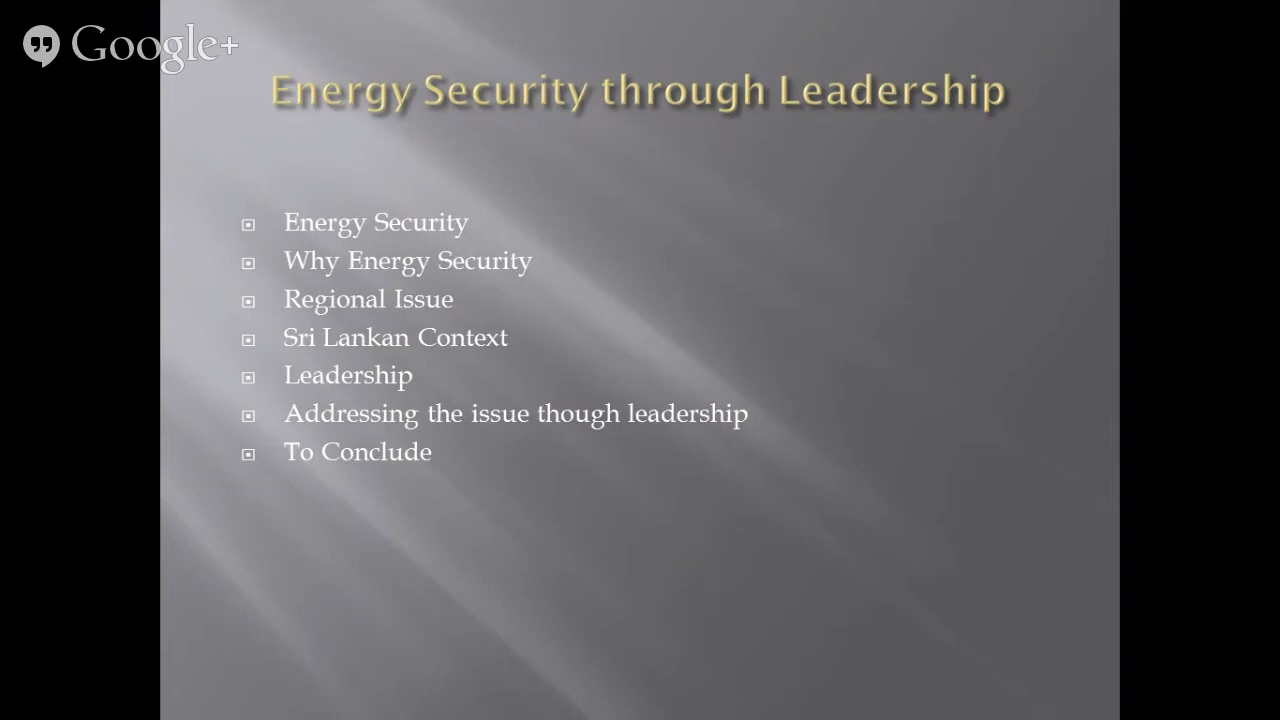 Google+
Energy Security through Leadership
Energy Security
Why Energy Security
Regional Issue
Sri Lankan Context
Leadership
Addressing the issue though leadership
To Conclude